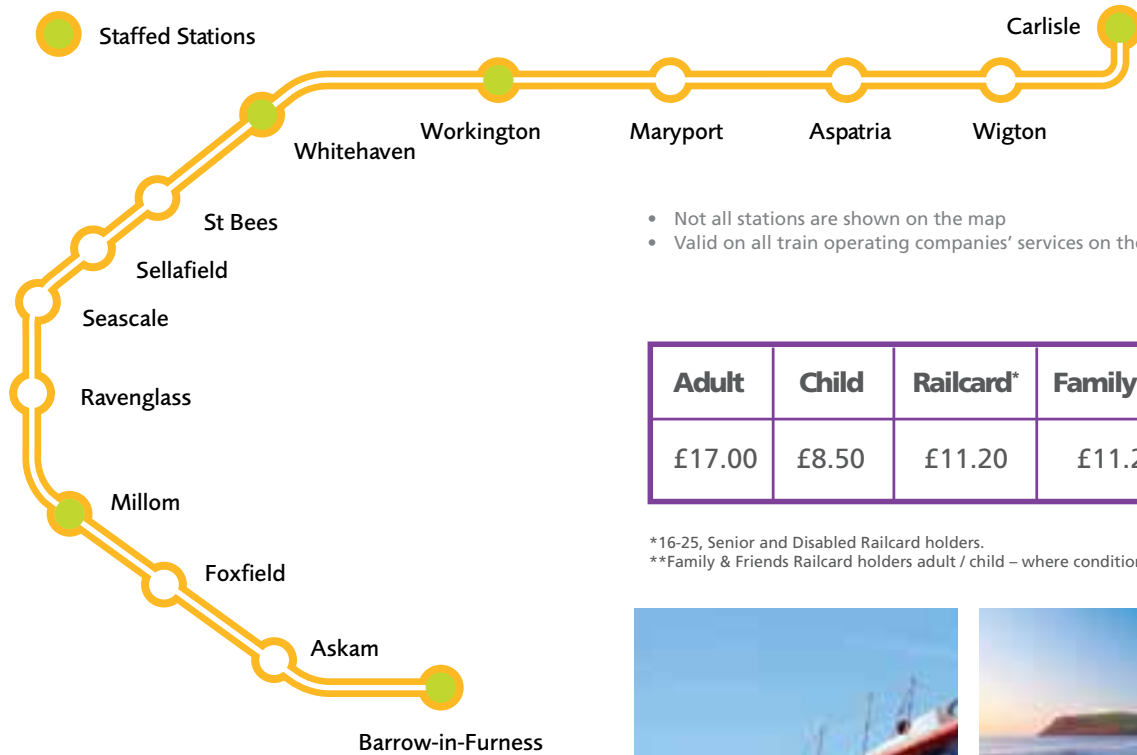 Staffed Stations
Carlisle
Workington
Maryport
Aspatria
Wigton
Whitehaven
St Bees
Sellafield
Seascale
Ravenglass
Millom
Foxfield
Askam
Barrow-in-Furness
• Not all stations are shown on the map
• Valid on all train operating companies’ services on the
Adult Child Railcard* Family
£17.00 £8.50 £11.20 £11.2
*16-25, Senior and Disabled Railcard holders.
**Family & Friends Railcard holders adult / child – where condition